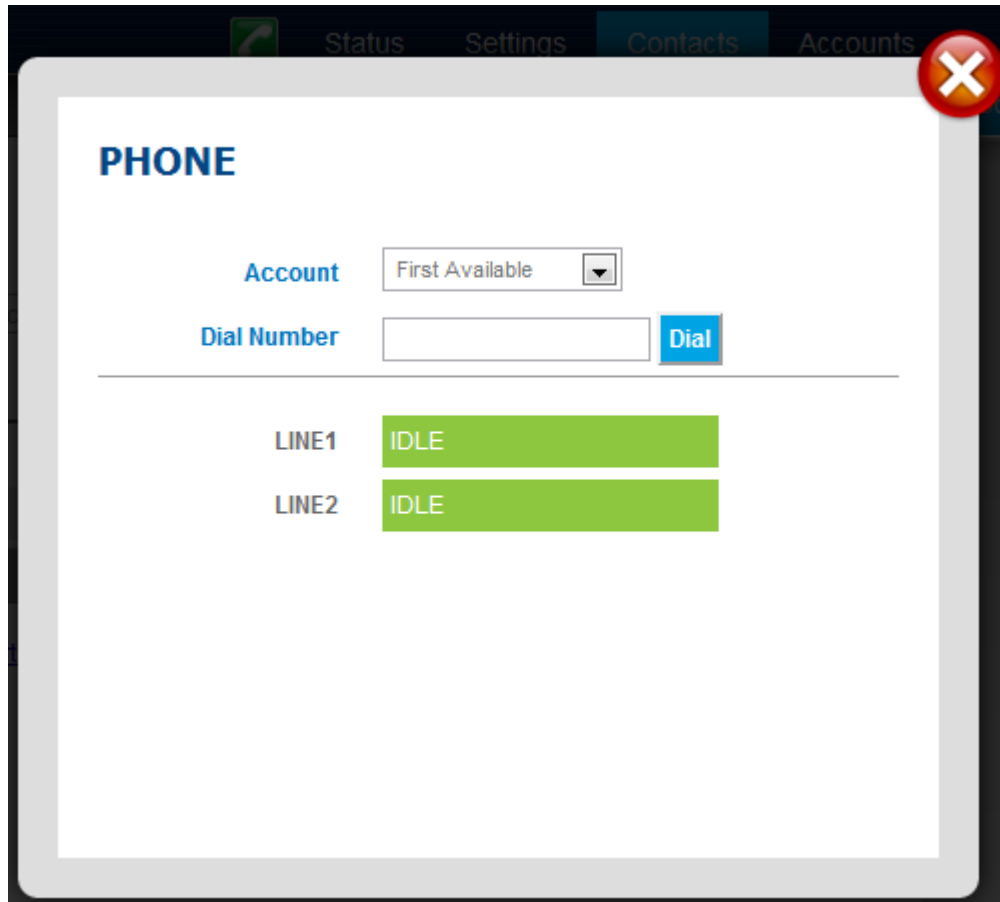 Status Settings Contacts Accounts
PHONE
Account First Available
Dial Number Dial
LINE1 IDLE
LINE2 IDLE